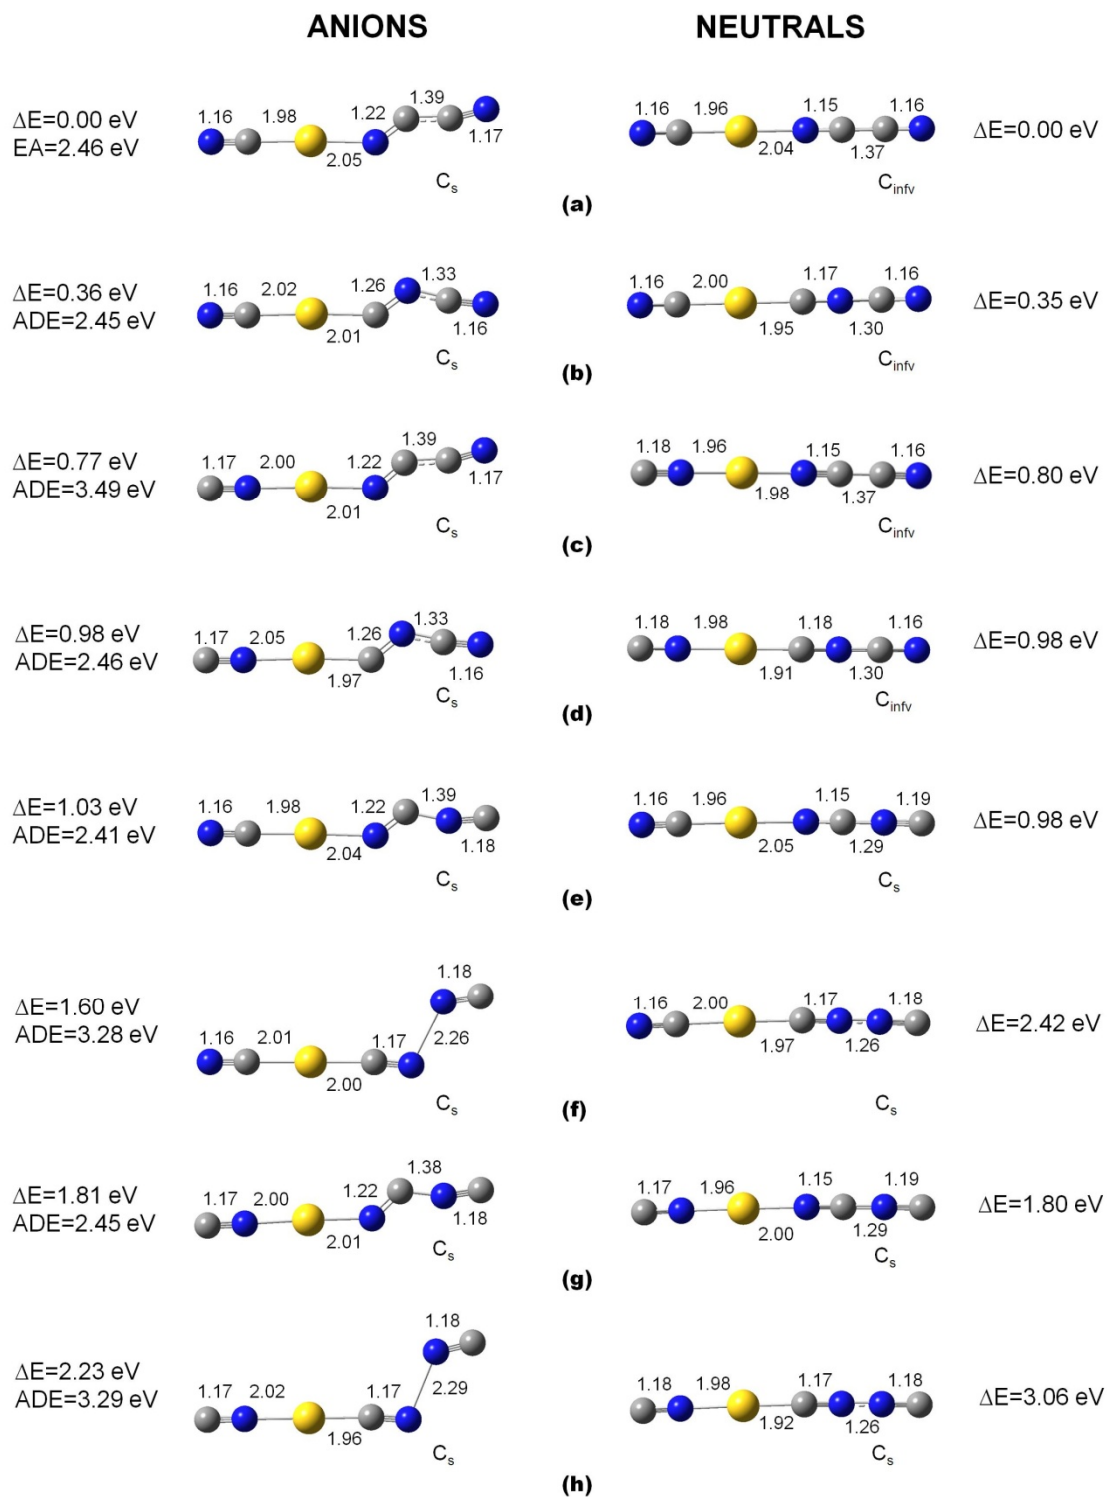 ANIONS NEUTRALS
1.16 1.98 1.22 1.39 1.16 1.96 1.15 1.16
ΔE=0.00 eV ΔE=0.00 eV
EA=2.46 eV 2.05 1.17 2.04 1.37
Cs Cinfv
(a)
1.16 2.02 1.26 1.33 1.16 2.00 1.17 1.16
ΔE=0.36 eV ΔE=0.35 eV
ADE=2.45 eV 2.01 1.16 1.95 1.30
Cs Cinfv
(b)
1.17 2.00 1.22 1.39 1.18 1.96 1.15 1.16
ΔE=0.77 eV ΔE=0.80 eV
ADE=3.49 eV 2.01 1.17 1.98 1.37
Cs Cinfv
(c)
1.17 2.05 1.26 1.33 1.18 1.98 1.18 1.16
ΔE=0.98 eV ΔE=0.98 eV
ADE=2.46 eV 1.97 1.16 1.91 1.30
Cs Cinfv
(d)
1.16 1.98 1.22 1.39 1.16 1.96 1.15 1.19
ΔE=1.03 eV ΔE=0.98 eV
ADE=2.41 eV 2.04 1.18 2.05 1.29
Cs Cs
(e)
1.18
ΔE=1.60 eV 1.16 2.00 1.17 1.18
ADE=3.28 eV ΔE=2.42 eV
1.16 2.01 1.17 2.26 1.97 1.26
2.00
Cs Cs
(f)
1.17 2.00 1.22 1.38 1.17 1.96 1.15 1.19
ΔE=1.81 eV ΔE=1.80 eV
ADE=2.45 eV 2.01 1.18 2.00 1.29
Cs Cs
(g)
1.18
ΔE=2.23 eV 1.18 1.98 1.17 1.18
ADE=3.29 eV ΔE=3.06 eV
1.17 2.02 1.17 2.29 1.92 1.26
1.96
Cs Cs
(h)